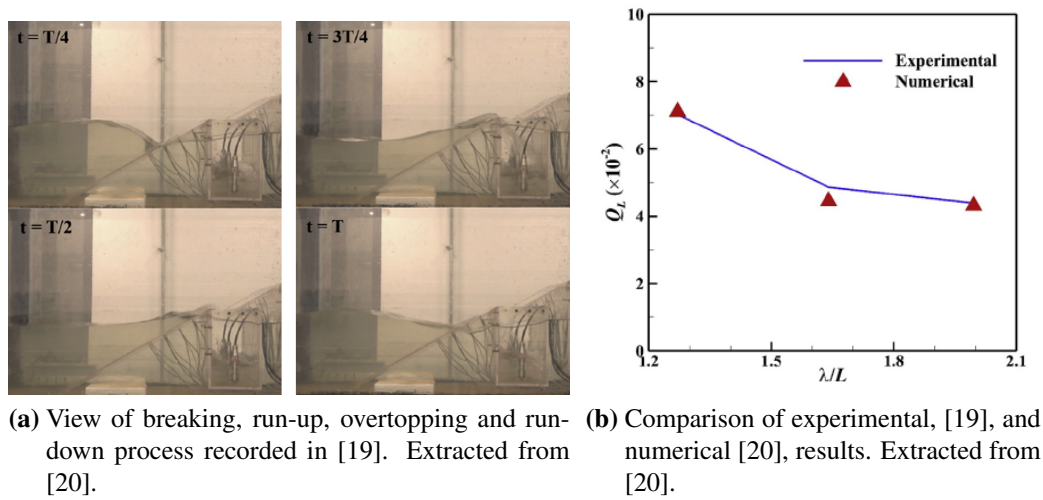 t = T/4
t = 3T/4
t = T/2
t = T
10
8
6
4
2
0
Q_L (×10⁻²)
Experimental
Numerical
1.2
1.5
1.8
2.1
λ/L
(a) View of breaking, run-up, overtopping and run-
down process recorded in [19]. Extracted from
[20].
(b) Comparison of experimental, [19], and
numerical [20], results. Extracted from
[20].